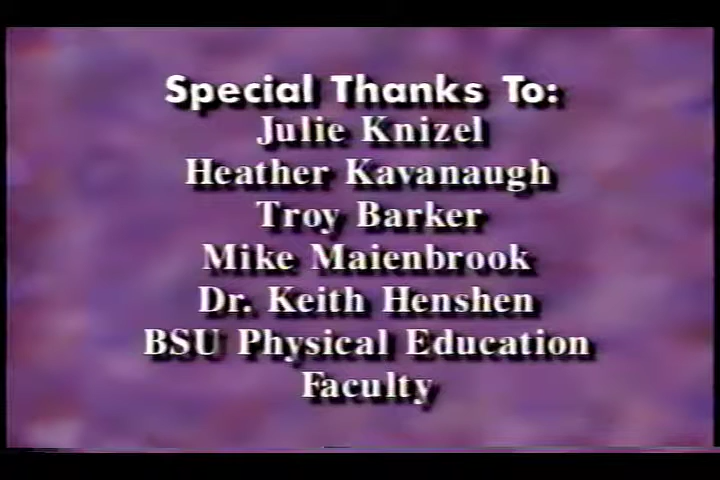 Special Thanks To:
Julie Knizel
Heather Kavanaugh
Troy Barker
Mike Maienbrook
Dr. Keith Henshen
BSU Physical Education
Faculty